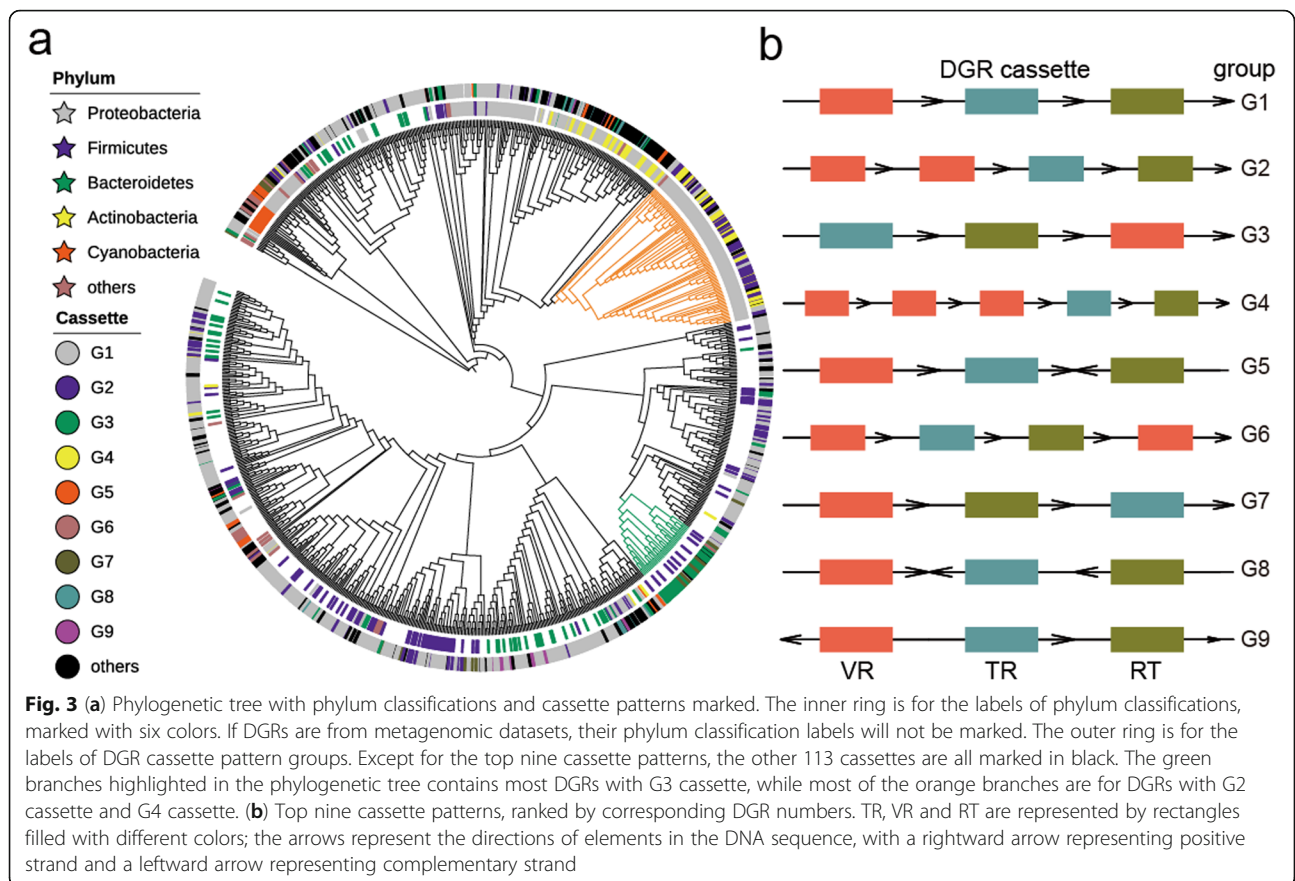 a
Phylum
Proteobacteria
Firmicutes
Bacteroidetes
Actinobacteria
Cyanobacteria
others
Cassette
G1
G2
G3
G4
G5
G6
G7
G8
G9
others
b
DGR cassette group
G1
G2
G3
G4
G5
G6
G7
G8
G9
VR TR RT
Fig. 3 (a) Phylogenetic tree with phylum classifications and cassette patterns marked. The inner ring is for the labels of phylum classifications,
marked with six colors. If DGRs are from metagenomic datasets, their phylum classification labels will not be marked. The outer ring is for the
labels of DGR cassette pattern groups. Except for the top nine cassette patterns, the other 113 cassettes are all marked in black. The green
branches highlighted in the phylogenetic tree contains most DGRs with G3 cassette, while most of the orange branches are for DGRs with G2
cassette and G4 cassette. (b) Top nine cassette patterns, ranked by corresponding DGR numbers. TR, VR and RT are represented by rectangles
filled with different colors; the arrows represent the directions of elements in the DNA sequence, with a rightward arrow representing positive
strand and a leftward arrow representing complementary strand